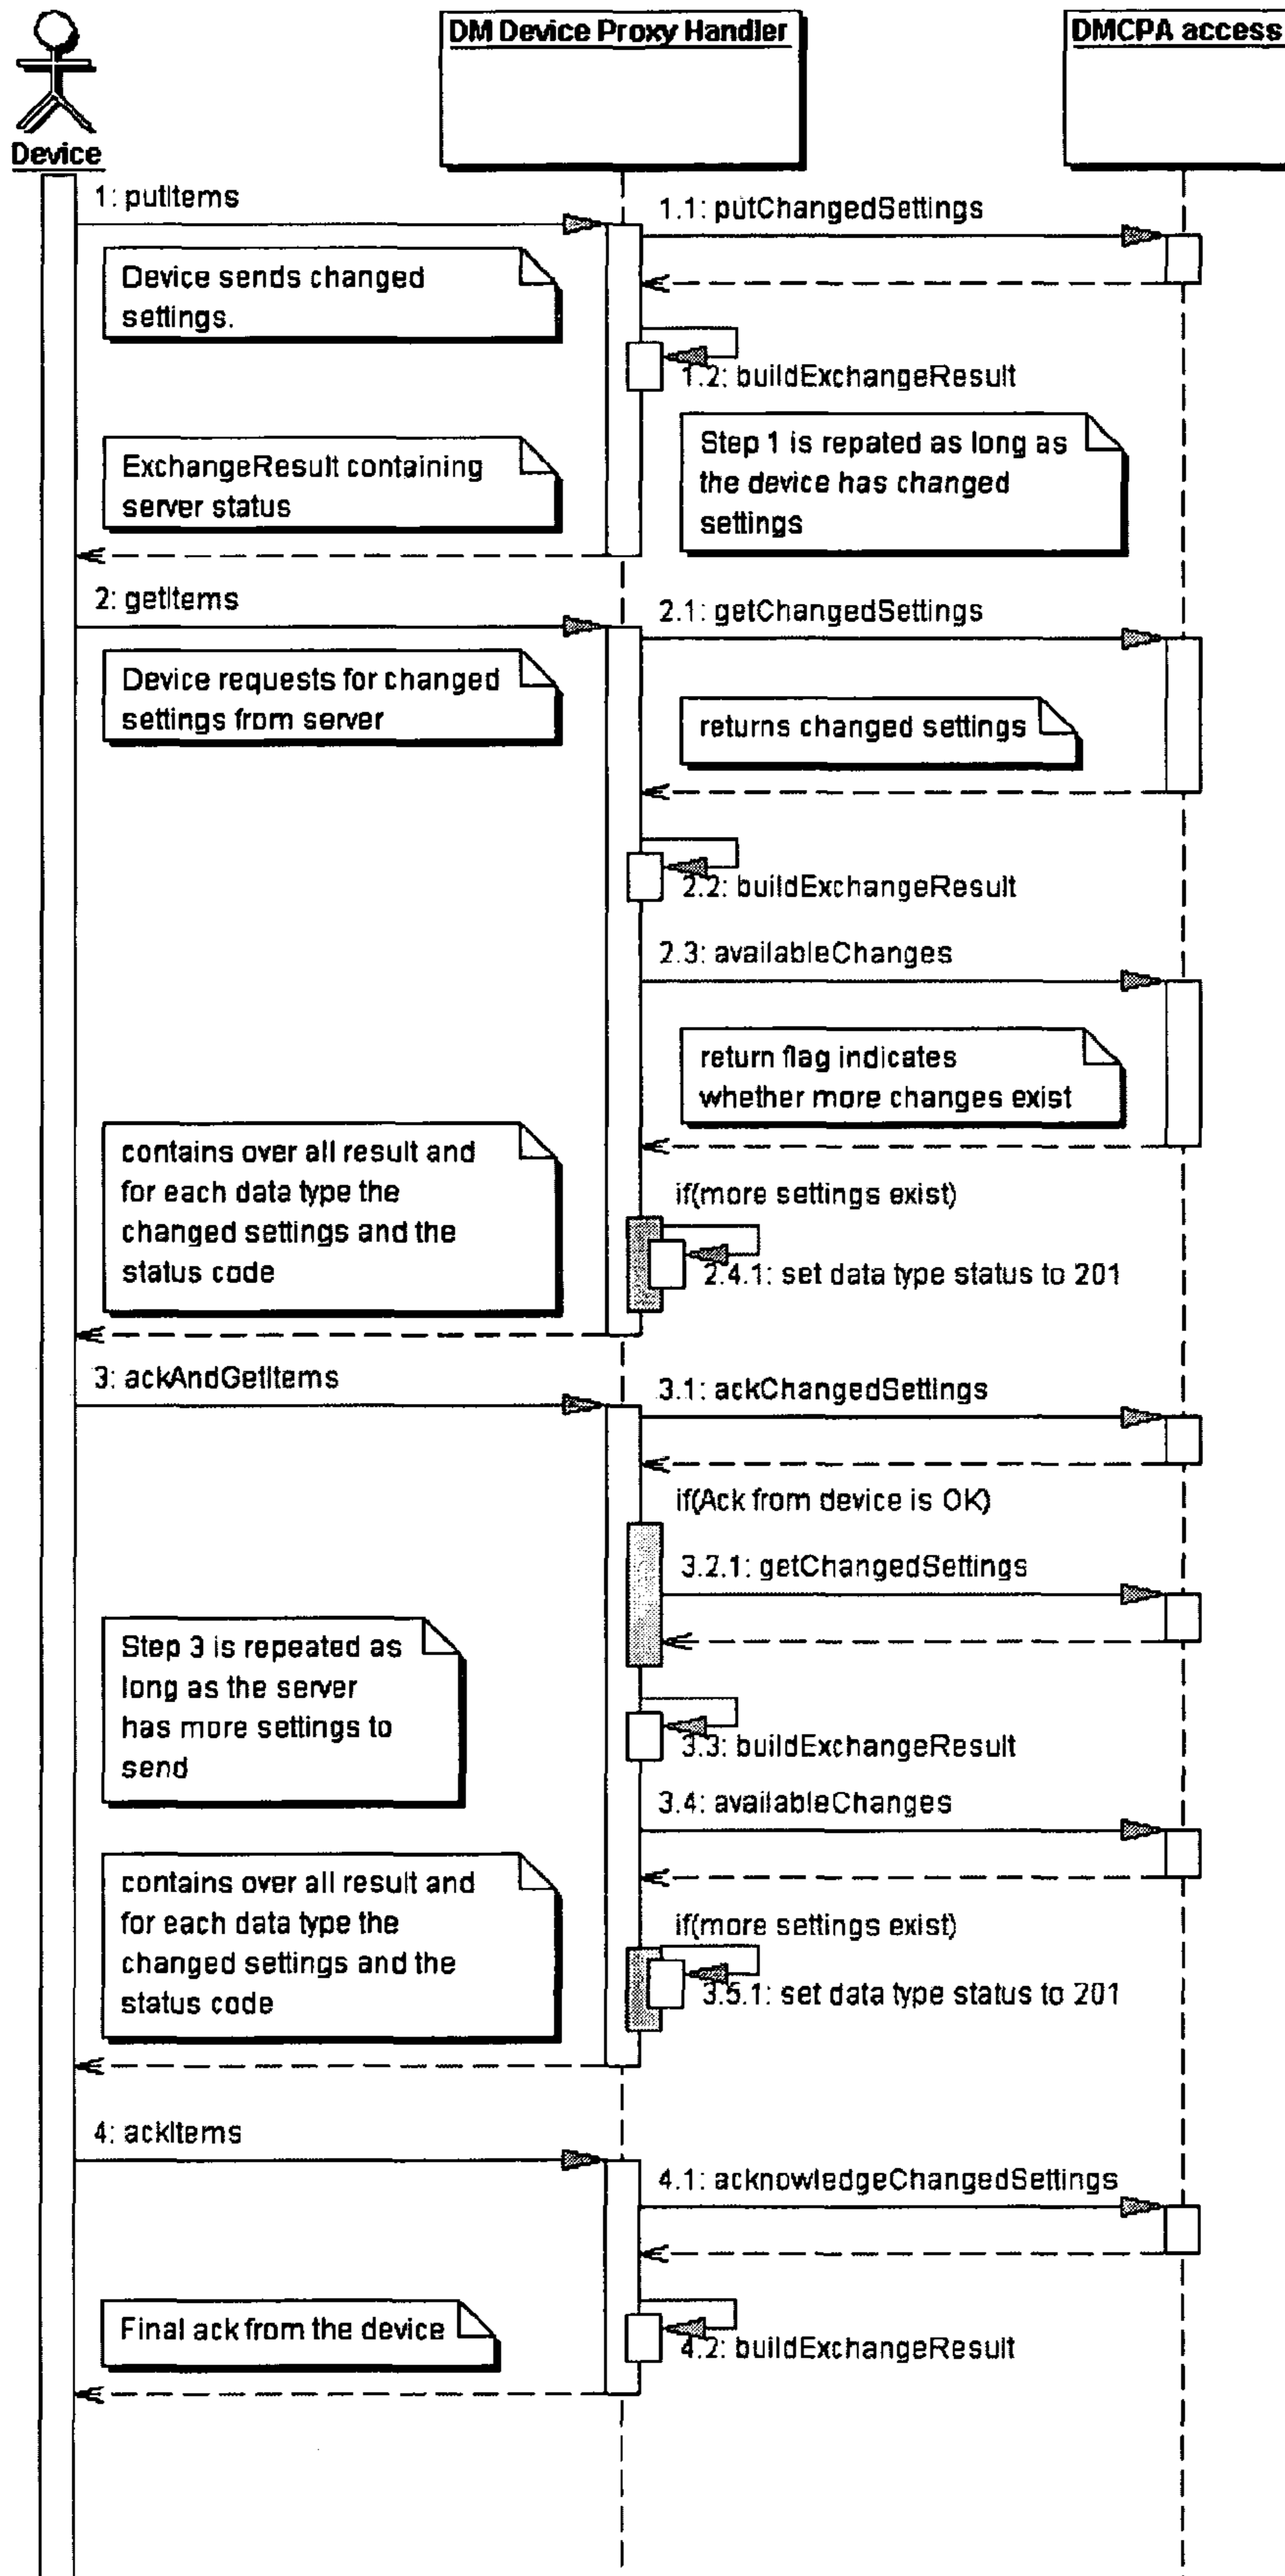 DM Device Proxy Handler
DMCPA access
Device
1: putItems
1.1: putChangedSettings
Device sends changed
settings.
1.2: buildExchangeResult
ExchangeResult containing
server status
Step 1 is repated as long as
the device has changed
settings
2: getItems
2.1: getChangedSettings
Device requests for changed
settings from server
returns changed settings
2.2: buildExchangeResult
2.3: availableChanges
return flag indicates
whether more changes exist
contains over all result and
for each data type the
changed settings and the
status code
if(more settings exist)
2.4.1: set data type status to 201
3: ackAndGetItems
3.1: ackChangedSettings
if(Ack from device is OK)
3.2.1: getChangedSettings
Step 3 is repeated as
long as the server
has more settings to
send
3.3: buildExchangeResult
3.4: availableChanges
contains over all result and
for each data type the
changed settings and the
status code
if(more settings exist)
3.5.1: set data type status to 201
4: ackItems
4.1: acknowledgeChangedSettings
Final ack from the device
4.2: buildExchangeResult